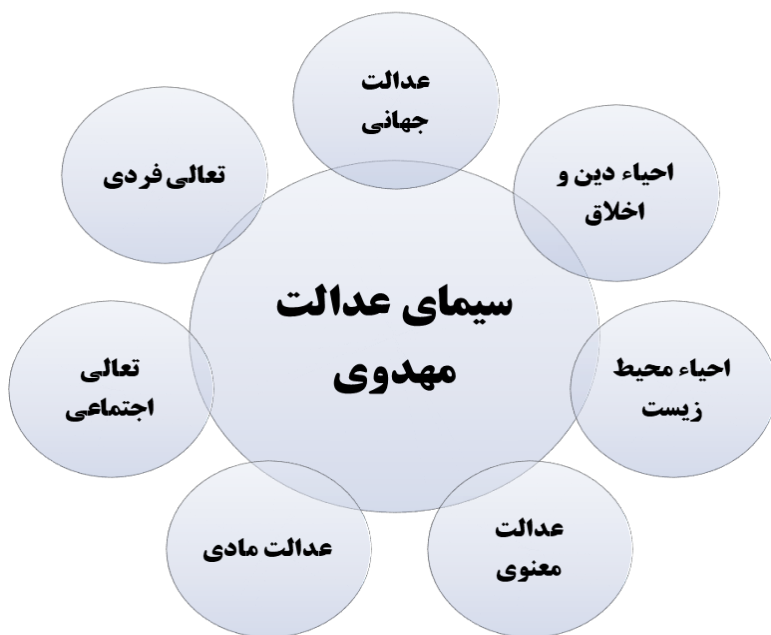 عدالت
جهانی
احیاء دین و
اخلاق
احیاء محیط
زیست
عدالت
معنوی
عدالت مادی
تعالی
اجتماعی
تعالی فردی
سیمای عدالت
مهدوی